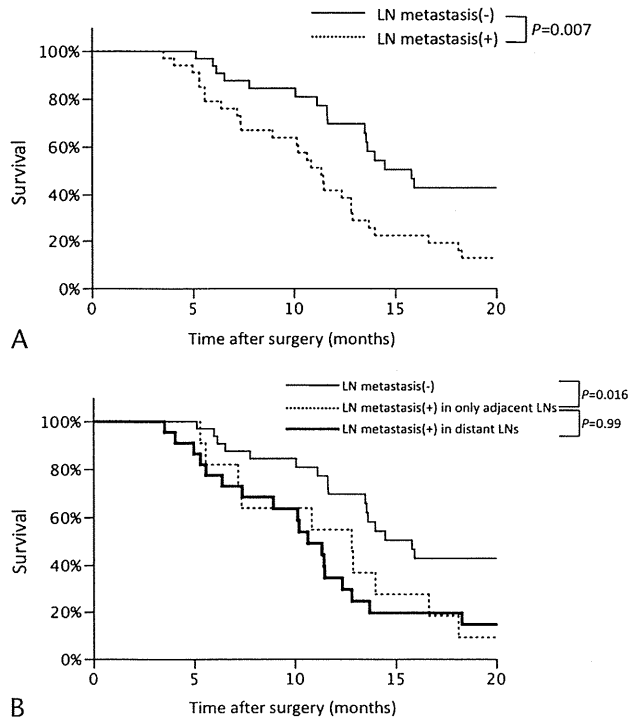 LN metastasis(-)
LN metastasis(+)
P=0.007
100%
80%
60%
40%
20%
0%
Survival
0
5
10
15
20
Time after surgery (months)
A
LN metastasis(-)
LN metastasis(+) in only adjacent LNs
LN metastasis(+) in distant LNs
P=0.016
P=0.99
100%
80%
60%
40%
20%
0%
Survival
0
5
10
15
20
Time after surgery (months)
B